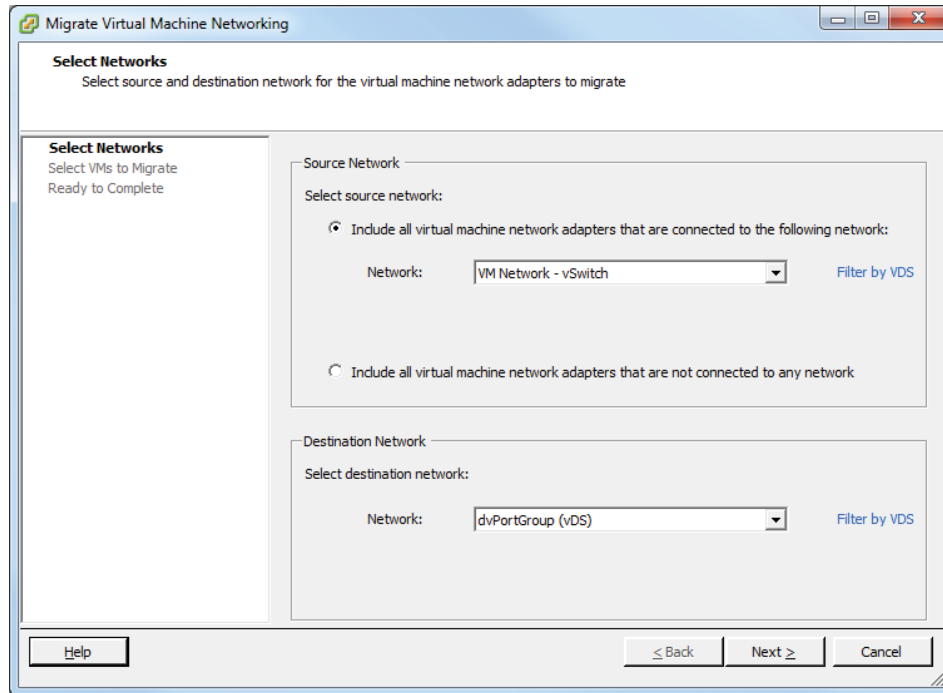 Migrate Virtual Machine Networking
Select Networks
Select source and destination network for the virtual machine network adapters to migrate
Select Networks
Select VMs to Migrate
Ready to Complete
Source Network
Select source network:
Include all virtual machine network adapters that are connected to the following network:
Network: VM Network - vSwitch Filter by VDS
Include all virtual machine network adapters that are not connected to any network
Destination Network
Select destination network:
Network: dvPortGroup (vDS) Filter by VDS
Help < Back Next > Cancel